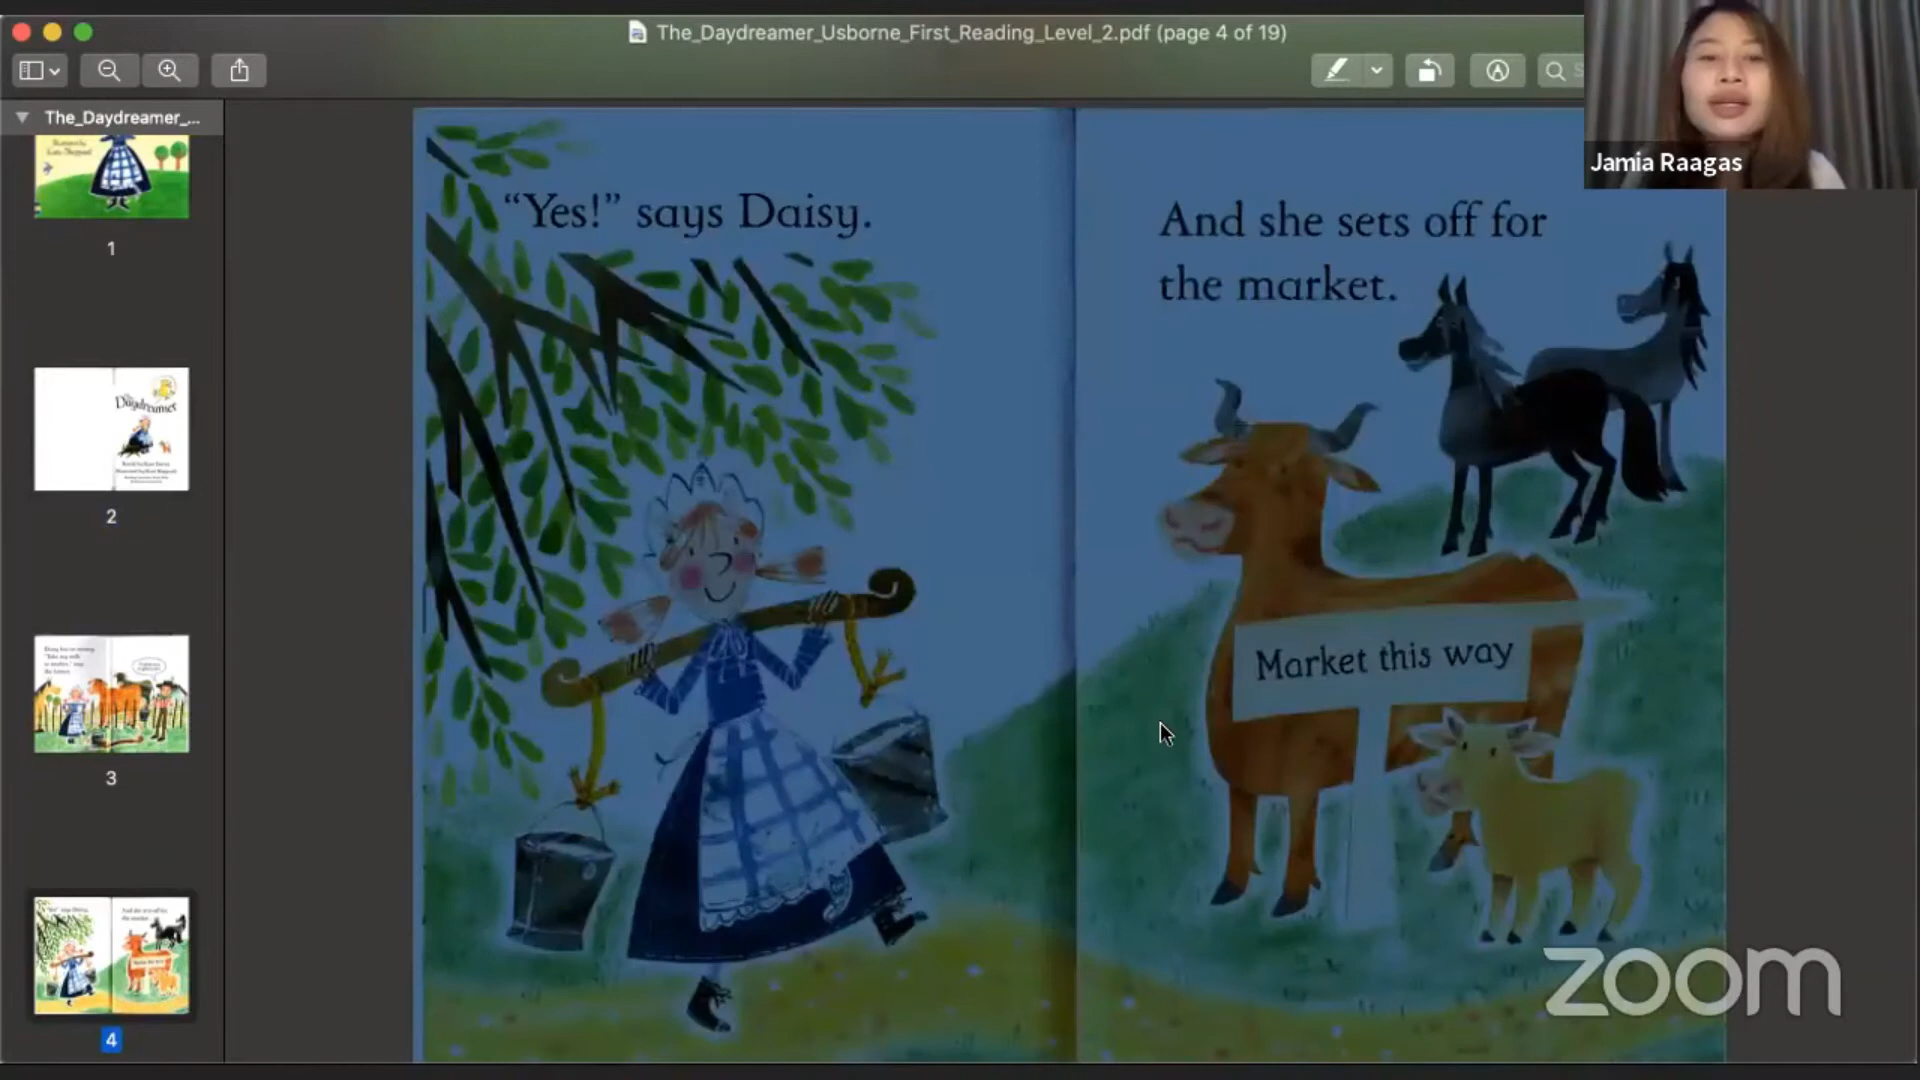 The_Daydreamer_Usborne_First_Reading_Level_2.pdf (page 4 of 19)
Jamia Raagas
The_Daydreamer_...
1
2
3
4
Daydreamer
"Yes!" says Daisy.
And she sets off for
the market.
Market this way
zoom